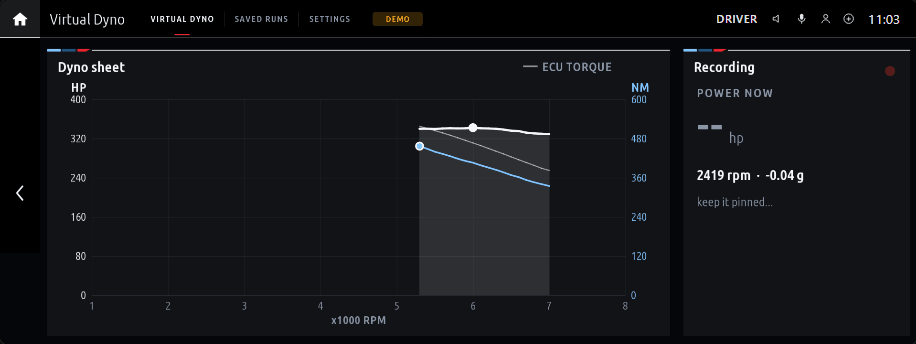 Virtual Dyno VIRTUAL DYNO SAVED RUNS SETTINGS DEMO DRIVER 11:03
Dyno sheet ECU TORQUE
HP NM
400 600
320 480
240 360
160 240
80 120
0 0
1 2 3 4 5 6 7 8
x1000 RPM
Recording
POWER NOW
-- hp
2419 rpm · -0.04 g
keep it pinned...